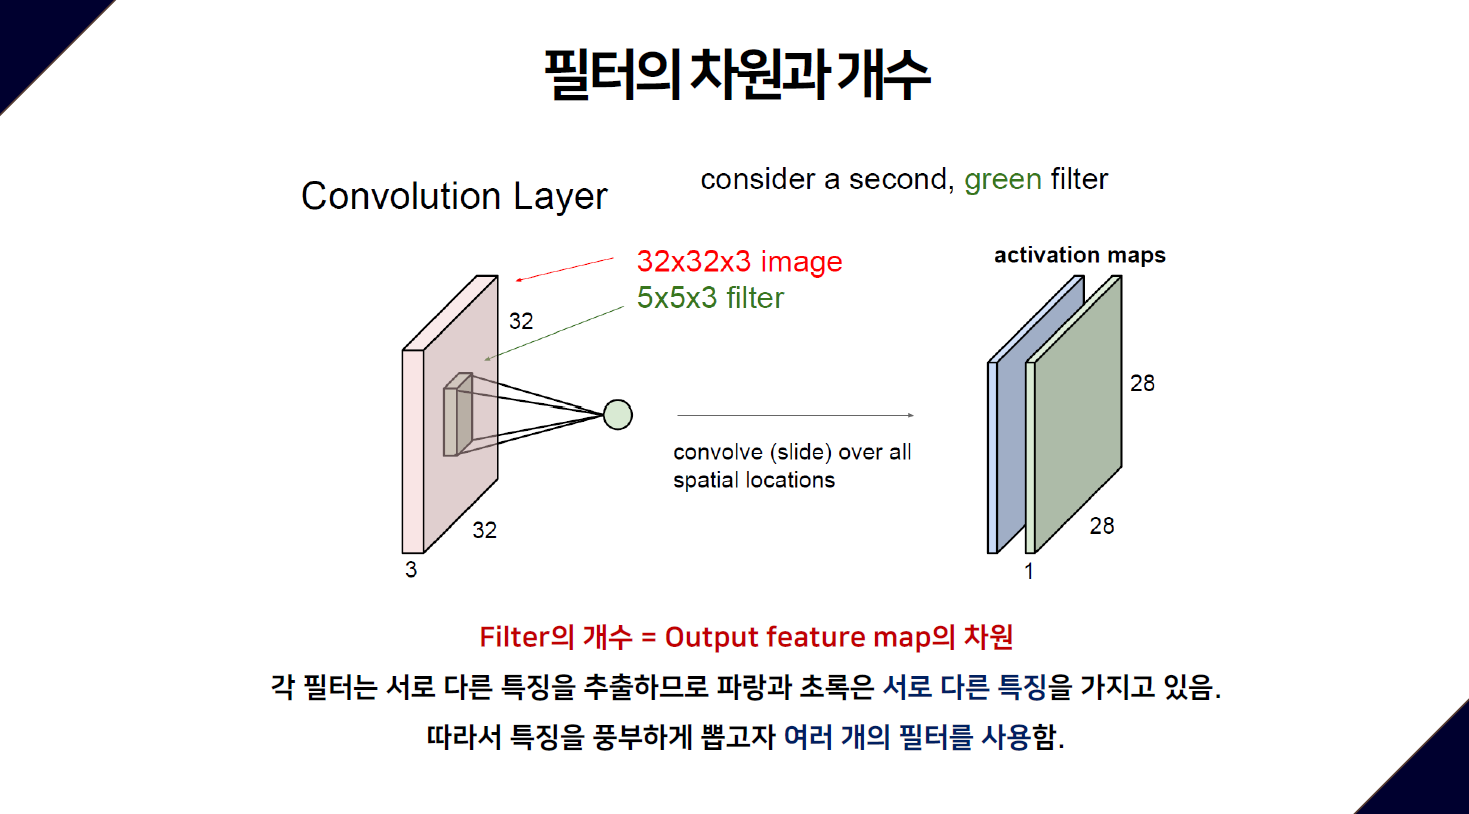 필터의 차원과 개수
Convolution Layer
consider a second, green filter
32x32x3 image
5x5x3 filter
activation maps
32
32
3
convolve (slide) over all
spatial locations
28
28
1
Filter의 개수 = Output feature map의 차원
각 필터는 서로 다른 특징을 추출하므로 파랑과 초록은 서로 다른 특징을 가지고 있음.
따라서 특징을 풍부하게 뽑고자 여러 개의 필터를 사용함.